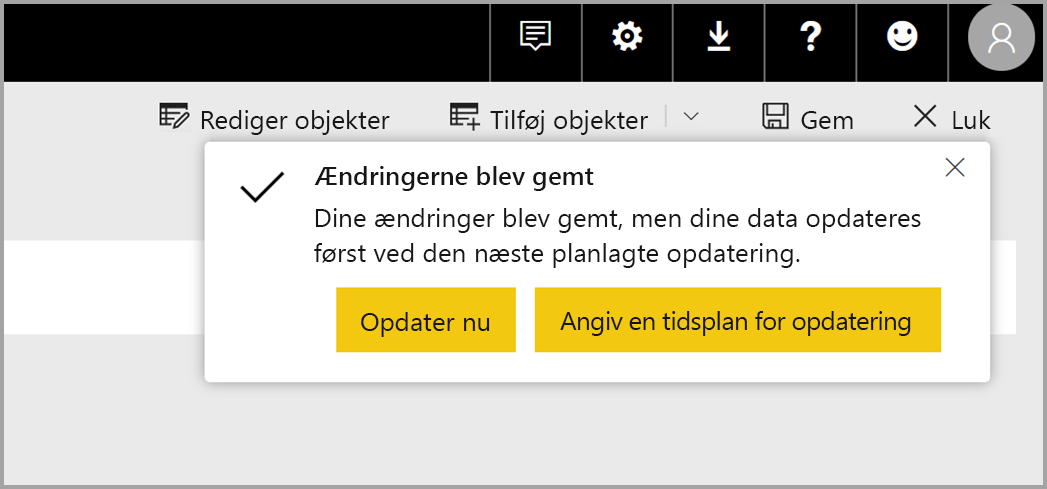 Rediger objekter
Tilføj objekter
Gem
Luk
Ændringerne blev gemt
Dine ændringer blev gemt, men dine data opdateres
først ved den næste planlagte opdatering.
Opdater nu
Angiv en tidsplan for opdatering